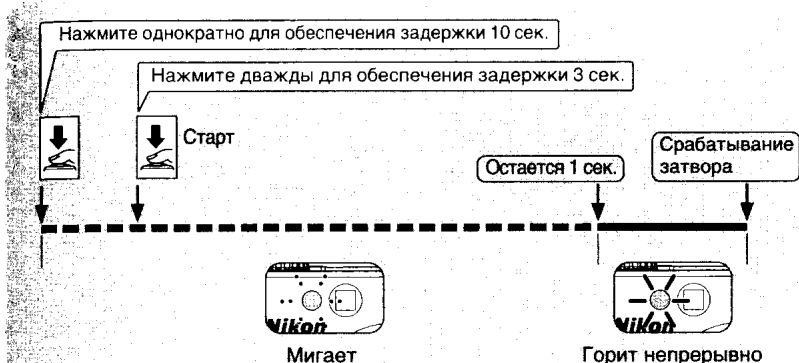 Нажмите однократно для обеспечения задержки 10 сек.
Нажмите дважды для обеспечения задержки 3 сек.
Старт
Остается 1 сек.
Срабатывание
затвора
Nikon
Nikon
Мигает
Горит непрерывно